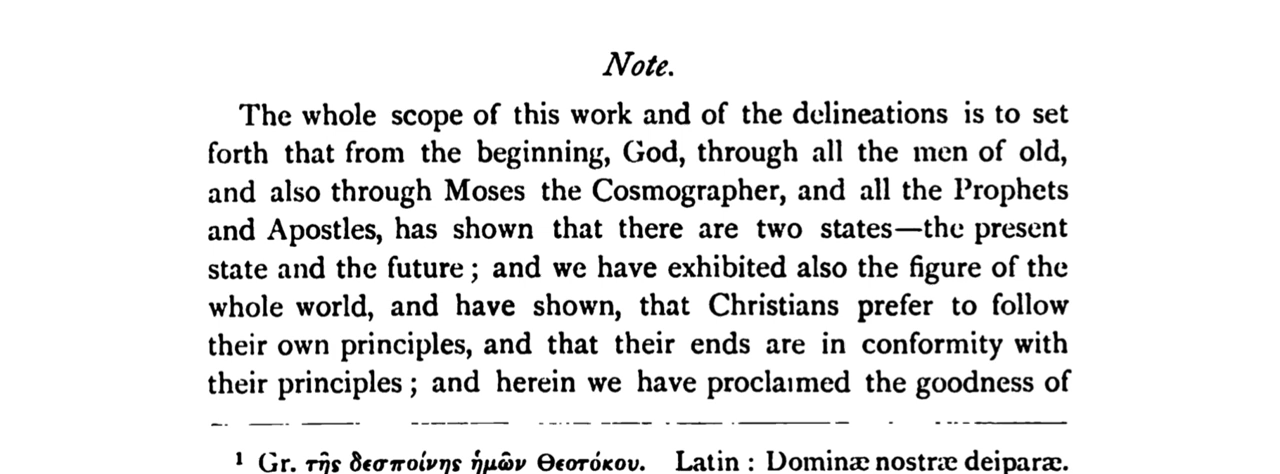 Note.
The whole scope of this work and of the delineations is to set
forth that from the beginning, God, through all the men of old,
and also through Moses the Cosmographer, and all the Prophets
and Apostles, has shown that there are two states—the present
state and the future ; and we have exhibited also the figure of the
whole world, and have shown, that Christians prefer to follow
their own principles, and that their ends are in conformity with
their principles ; and herein we have proclaimed the goodness of
¹ Gr. τῆς δεσποίνης ἡμῶν Θεοτόκου. Latin : Dominæ nostræ deiparæ.